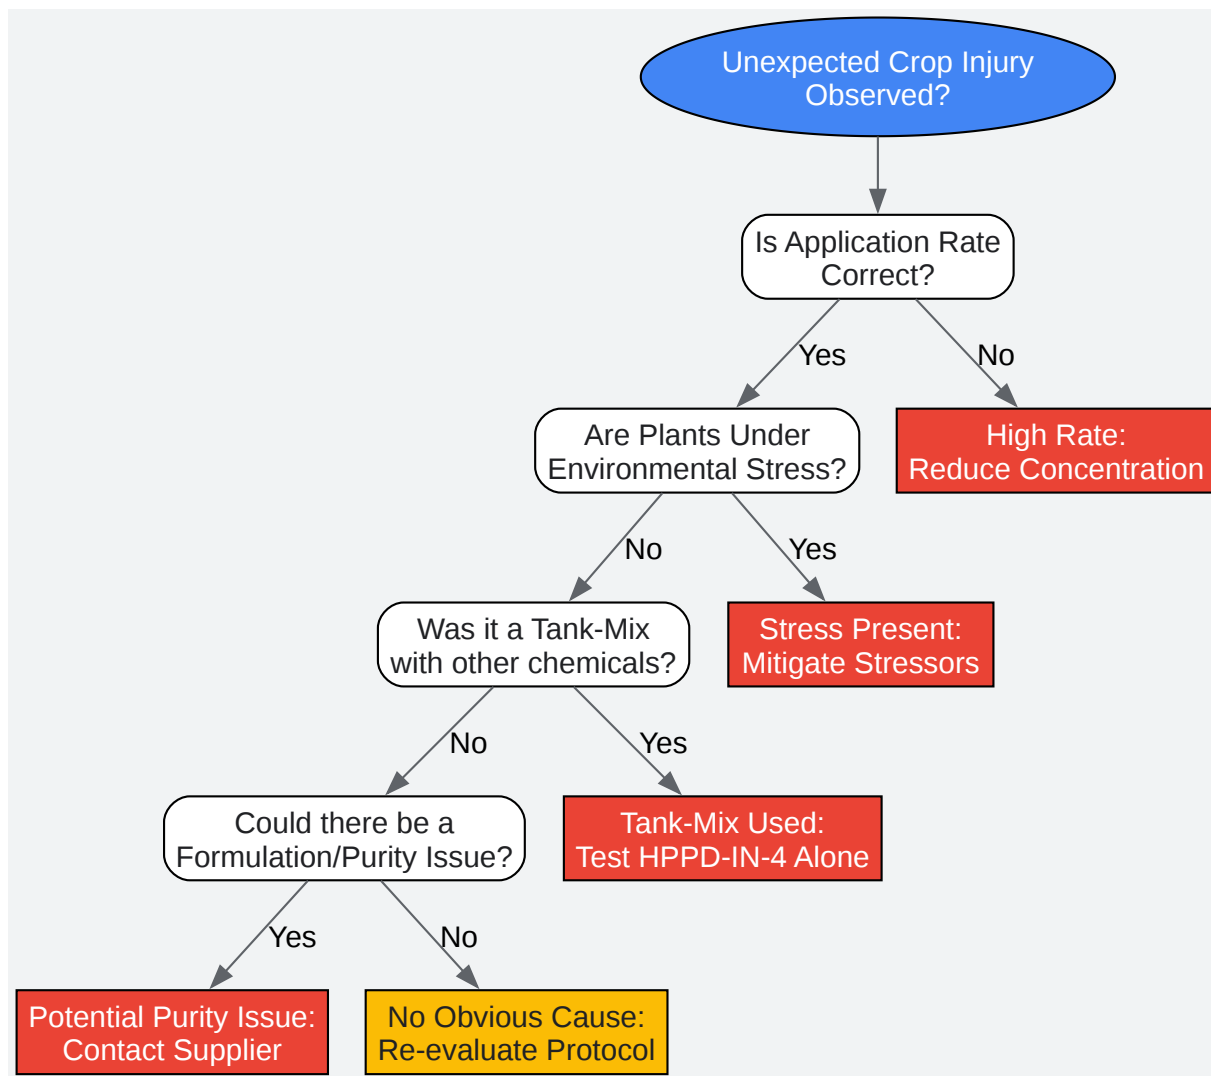 Unexpected Crop Injury
Observed?
Is Application Rate
Correct?
Yes
No
Are Plants Under
Environmental Stress?
High Rate:
Reduce Concentration
No
Yes
Was it a Tank-Mix
with other chemicals?
Stress Present:
Mitigate Stressors
No
Yes
Could there be a
Formulation/Purity Issue?
Tank-Mix Used:
Test HPPD-IN-4 Alone
Yes
No
Potential Purity Issue:
Contact Supplier
No Obvious Cause:
Re-evaluate Protocol